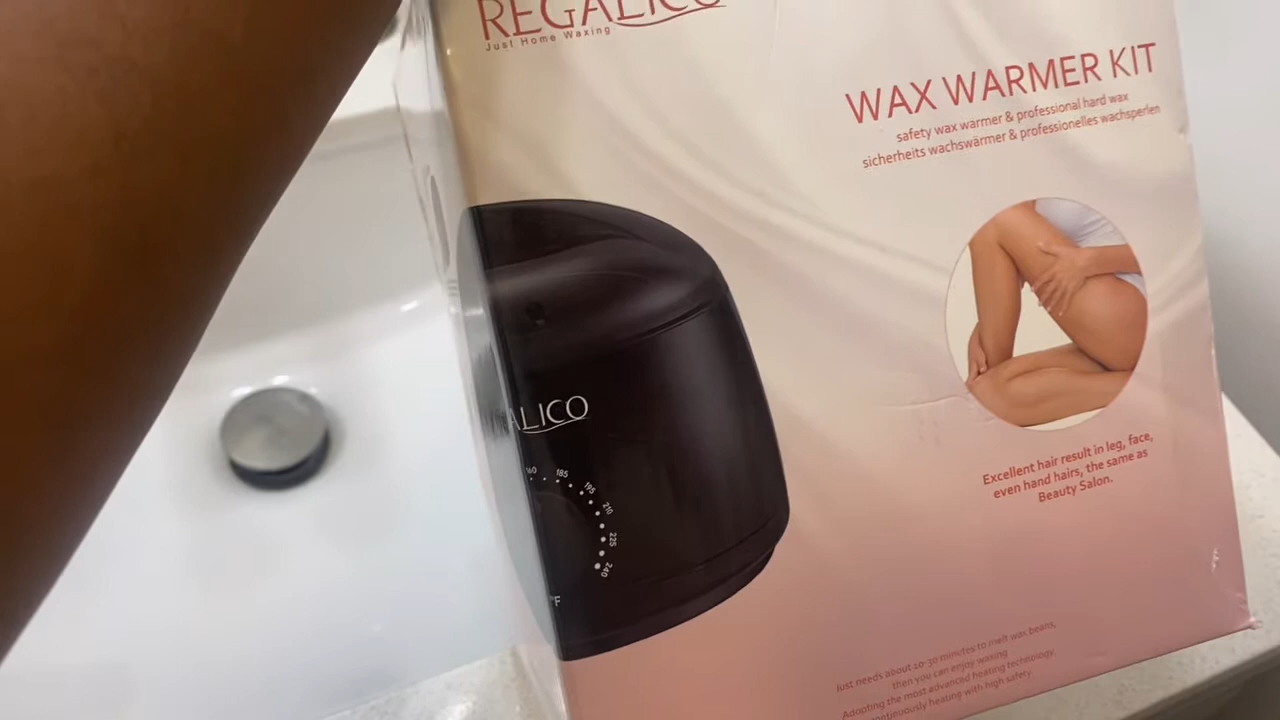 REGALICO
Just Home Waxing
WAX WARMER KIT
safety wax warmer & professional hard wax
sicherheits wachswärmer & professionelles wachsperlen
ALICO
185
195
210
225
240
°F
Excellent hair result in leg, face,
even hand hairs, the same as
Beauty Salon.
Just needs about 10-30 minutes to melt wax beans,
then you can enjoy waxing
Adopting the most advanced heating technology.
continuously heating with high safety